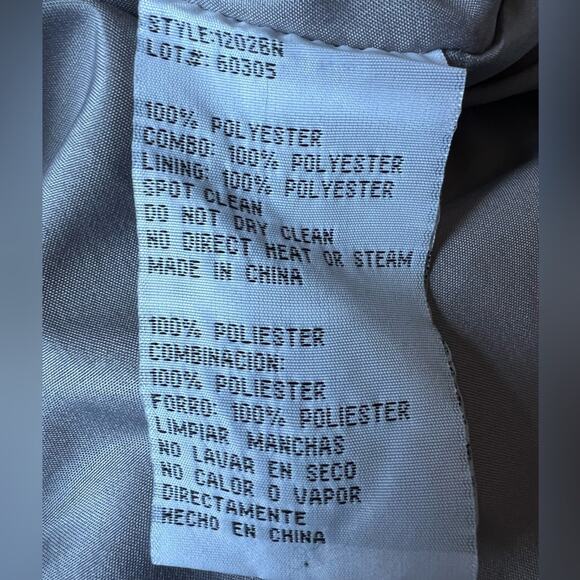 STYLE:12028N
LOT#: 60305
100% POLYESTER
COMBO: 100% POLYESTER
LINING: 100% POLYESTER
SPOT CLEAN
DO NOT DRY CLEAN
NO DIRECT HEAT OR STEAM
MADE IN CHINA
100% POLIESTER
COMBINACION:
100% POLIESTER
FORRO: 100% POLIESTER
LIMPIAR MANCHAS
NO LAVAR EN SECO
NO CALOR O VAPOR
DIRECTAMENTE
HECHO EN CHINA